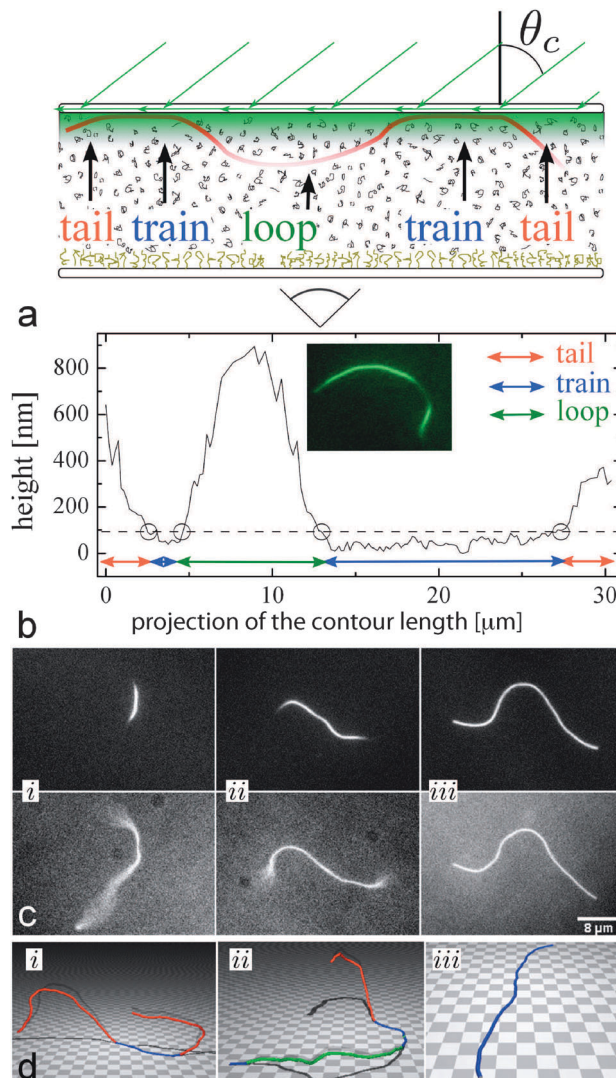 θc
tail train loop train tail
a
800
600
400
200
0
height [nm]
tail
train
loop
0 10 20 30
projection of the contour length [μm]
b
i ii iii
c
8 μm
i ii iii
d